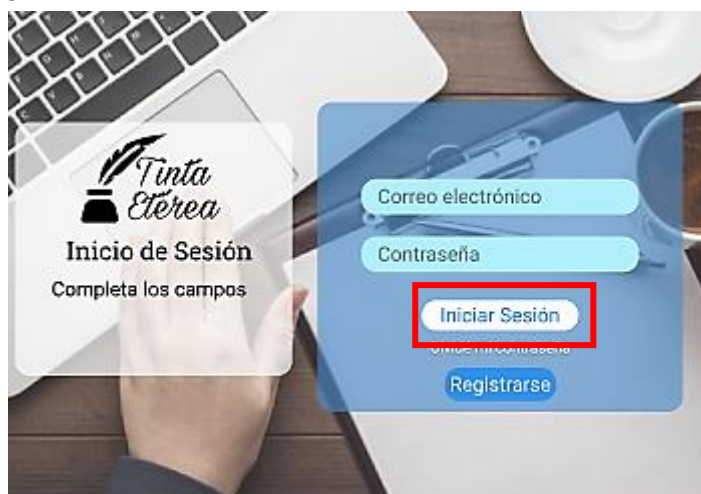 Tinta
Etérea
Inicio de Sesión
Completa los campos
Correo electrónico
Contraseña
Iniciar Sesión
Registrarse